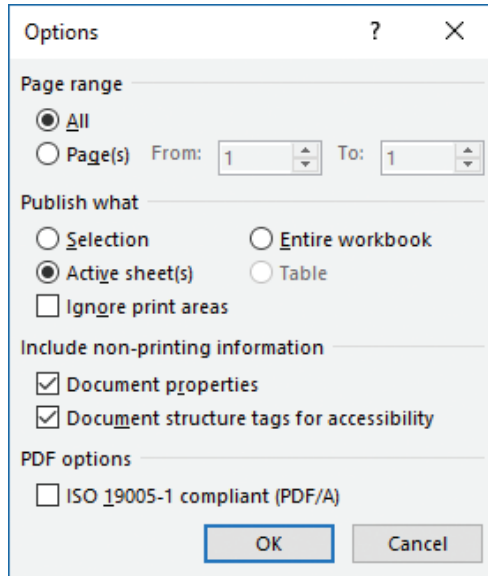 Options ?
Page range
All
Page(s) From: 1 To: 1
Publish what
Selection Entire workbook
Active sheet(s) Table
Ignore print areas
Include non-printing information
Document properties
Document structure tags for accessibility
PDF options
ISO 19005-1 compliant (PDF/A)
OK Cancel